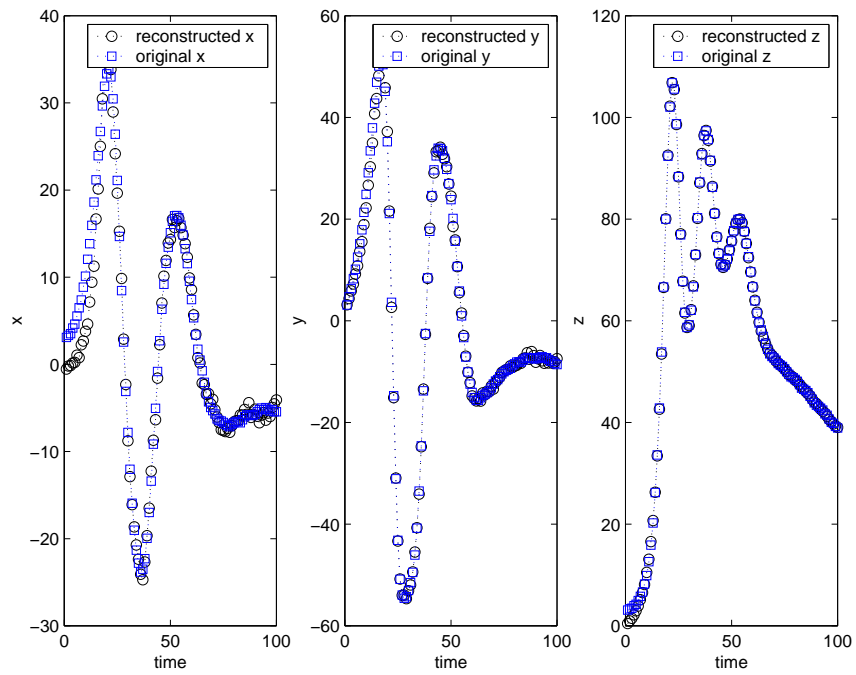 40
30
20
10
0
−10
−20
−30
0
50
100
x
time
reconstructed x
original x
60
40
20
0
−20
−40
−60
0
50
100
y
time
reconstructed y
original y
120
100
80
60
40
20
0
0
50
100
z
time
reconstructed z
original z